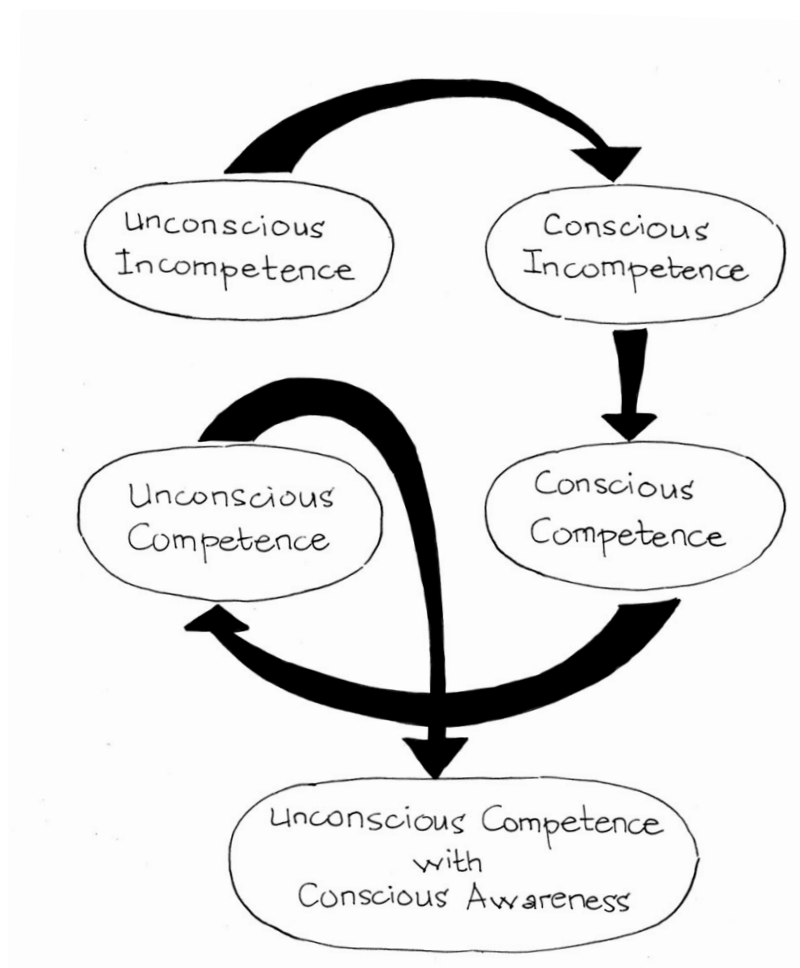 Unconscious
Incompetence
Conscious
Incompetence
Unconscious
Competence
Conscious
Competence
Unconscious Competence
with
Conscious Awareness